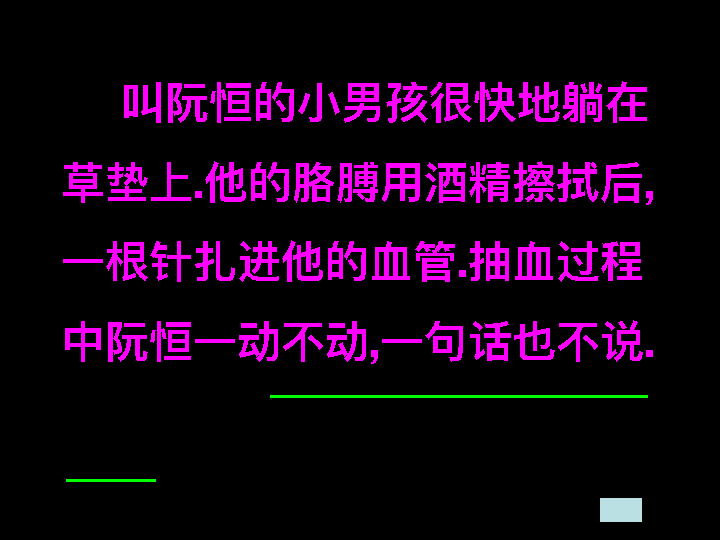 叫阮恒的小男孩很快地躺在
草垫上.他的胳膊用酒精擦拭后,
一根针扎进他的血管.抽血过程
中阮恒一动不动,一句话也不说.